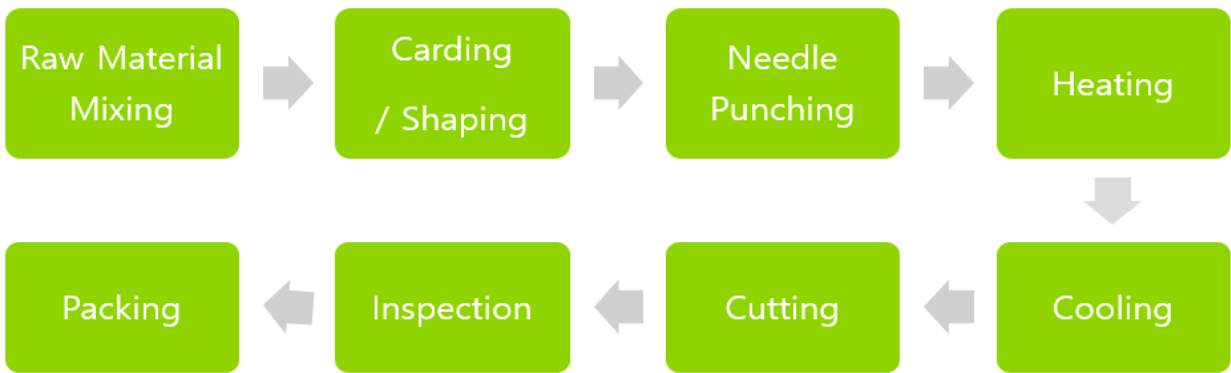 Raw Material
Mixing
Carding
/ Shaping
Needle
Punching
Heating
Cooling
Cutting
Inspection
Packing